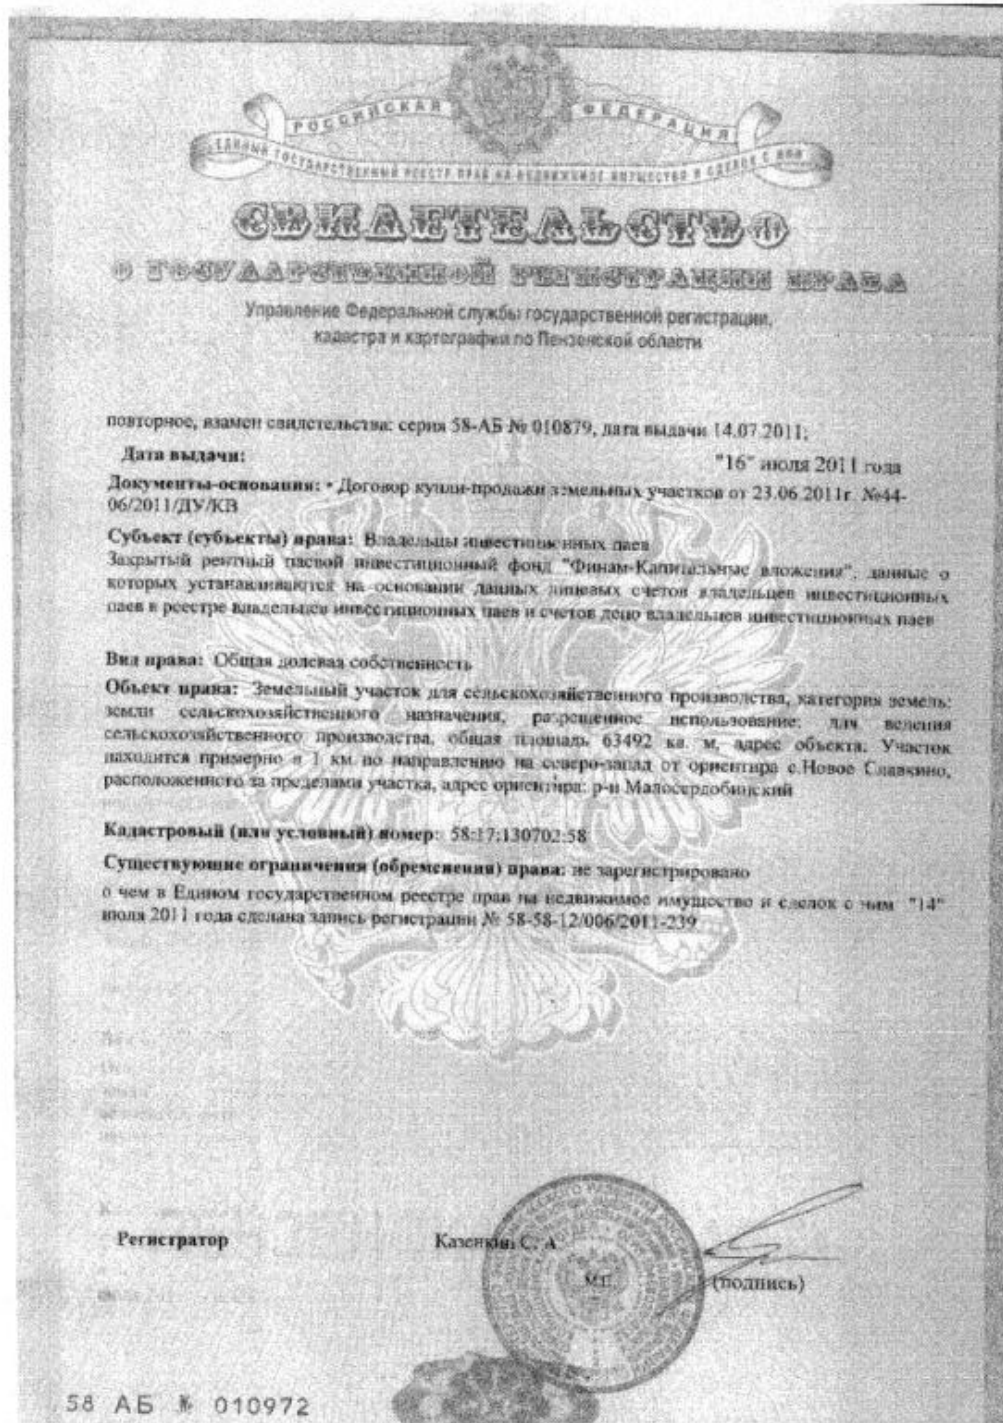 РОССИЙСКАЯ ФЕДЕРАЦИЯ
ЕДИНЫЙ ГОСУДАРСТВЕННЫЙ РЕЕСТР ПРАВ НА НЕДВИЖИМОЕ ИМУЩЕСТВО И СДЕЛОК С НИМ
СВИДЕТЕЛЬСТВО
О ГОСУДАРСТВЕННОЙ РЕГИСТРАЦИИ ПРАВА
Управление Федеральной службы государственной регистрации,
кадастра и картографии по Пензенской области
повторное, взамен свидетельства: серия 58-АБ № 010879, дата выдачи 14.07.2011;
Дата выдачи: "16" июля 2011 года
Документы-основания: • Договор купли-продажи земельных участков от 23.06.2011г. №44-
06/2011/ДУ/КВ
Субъект (субъекты) права: Владельцы инвестиционных паев
Закрытый рентный паевой инвестиционный фонд "Финам-Капитальные вложения", данные о
которых устанавливаются на основании данных лицевых счетов владельцев инвестиционных
паев в реестре владельцев инвестиционных паев и счетов депо владельцев инвестиционных паев
Вид права: Общая долевая собственность
Объект права: Земельный участок для сельскохозяйственного производства, категория земель:
земли сельскохозяйственного назначения, разрешенное использование: для ведения
сельскохозяйственного производства, общая площадь 63492 кв. м, адрес объекта: Участок
находится примерно в 1 км по направлению на северо-запад от ориентира с.Новое Славкино,
расположенного за пределами участка, адрес ориентира: р-н Малосердобинский
Кадастровый (или условный) номер: 58:17:130702:58
Существующие ограничения (обременения) права: не зарегистрировано
о чем в Едином государственном реестре прав на недвижимое имущество и сделок с ним "14"
июля 2011 года сделана запись регистрации № 58-58-12/006/2011-239
Регистратор Казенкин С. А.
М.П. (подпись)
58 АБ № 010972